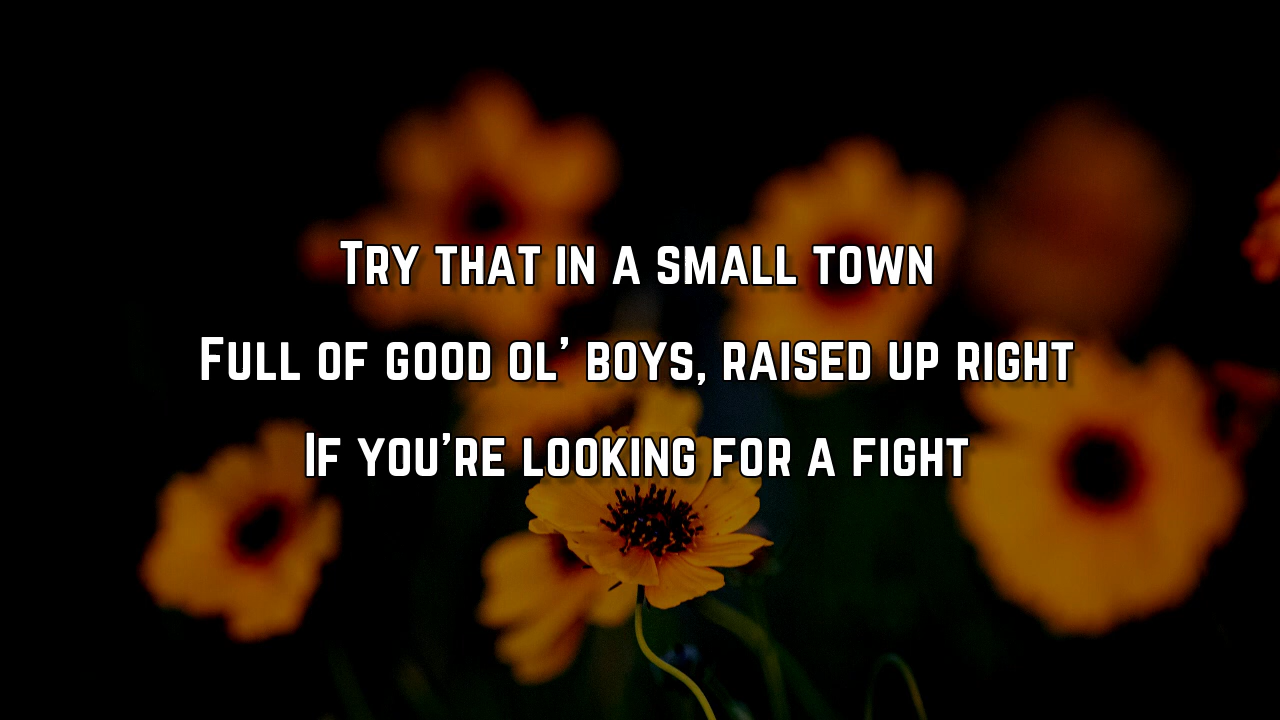 Try that in a small town
Full of good ol’ boys, raised up right
If you’re looking for a fight